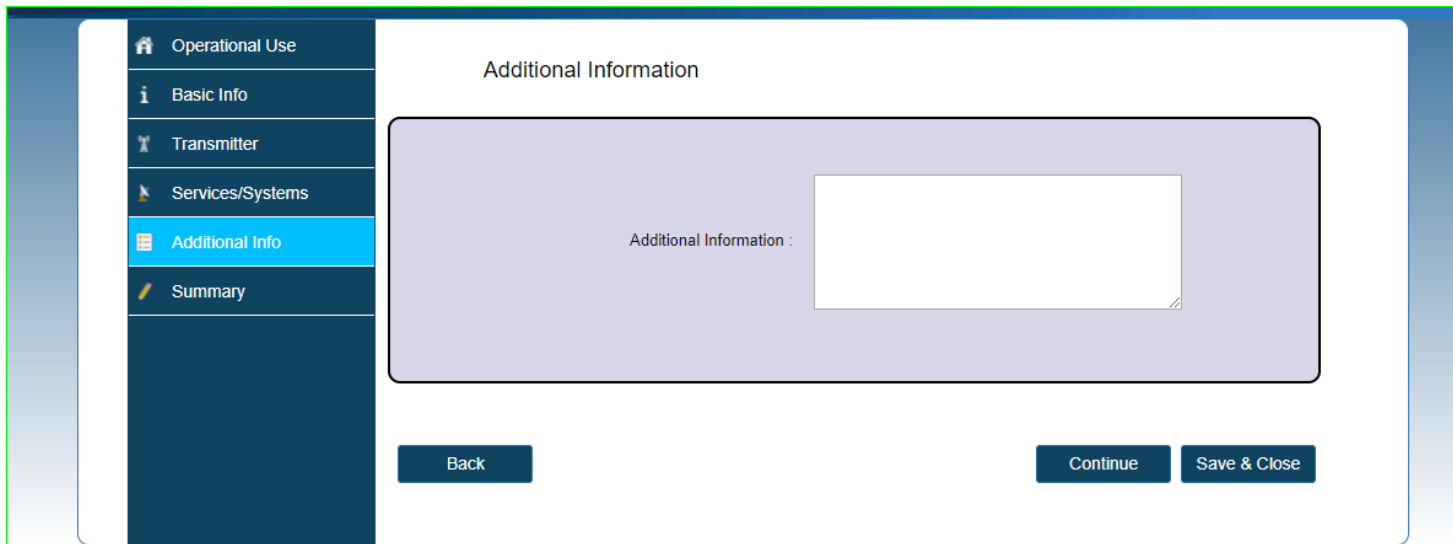 Operational Use
Basic Info
Transmitter
Services/Systems
Additional Info
Summary
Additional Information
Additional Information :
Back
Continue
Save & Close